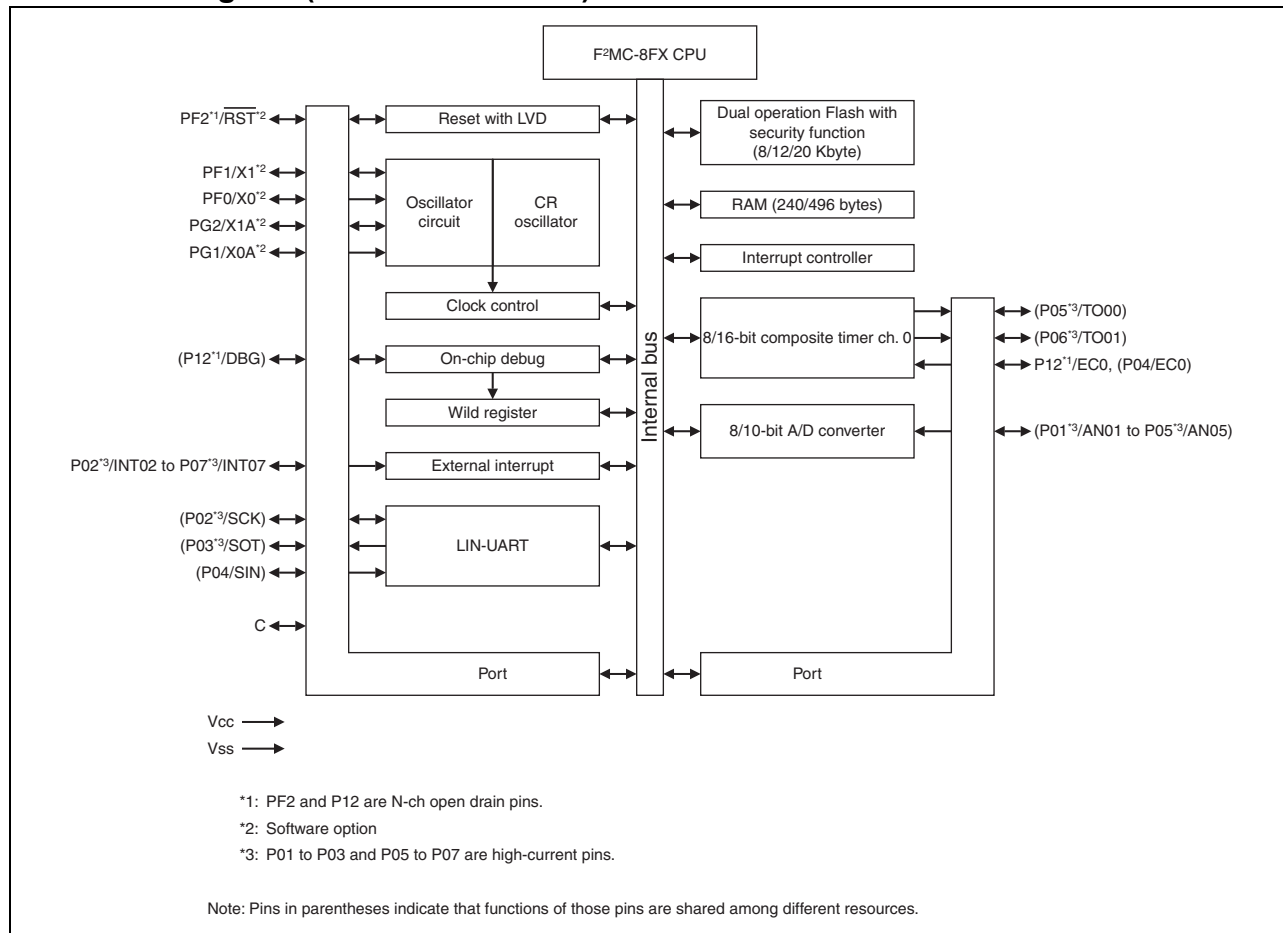 F²MC-8FX CPU
PF2*1/RST*2
Reset with LVD
Dual operation Flash with
security function
(8/12/20 Kbyte)
PF1/X1*2
PF0/X0*2
PG2/X1A*2
PG1/X0A*2
Oscillator
circuit
CR
oscillator
RAM (240/496 bytes)
Interrupt controller
Clock control
(P12*1/DBG)
On-chip debug
Wild register
Internal bus
8/16-bit composite timer ch. 0
(P05*3/TO00)
(P06*3/TO01)
P12*1/EC0, (P04/EC0)
8/10-bit A/D converter
(P01*3/AN01 to P05*3/AN05)
P02*3/INT02 to P07*3/INT07
External interrupt
(P02*3/SCK)
(P03*3/SOT)
(P04/SIN)
LIN-UART
C
Port
Port
Vcc
Vss
*1: PF2 and P12 are N-ch open drain pins.
*2: Software option
*3: P01 to P03 and P05 to P07 are high-current pins.
Note: Pins in parentheses indicate that functions of those pins are shared among different resources.